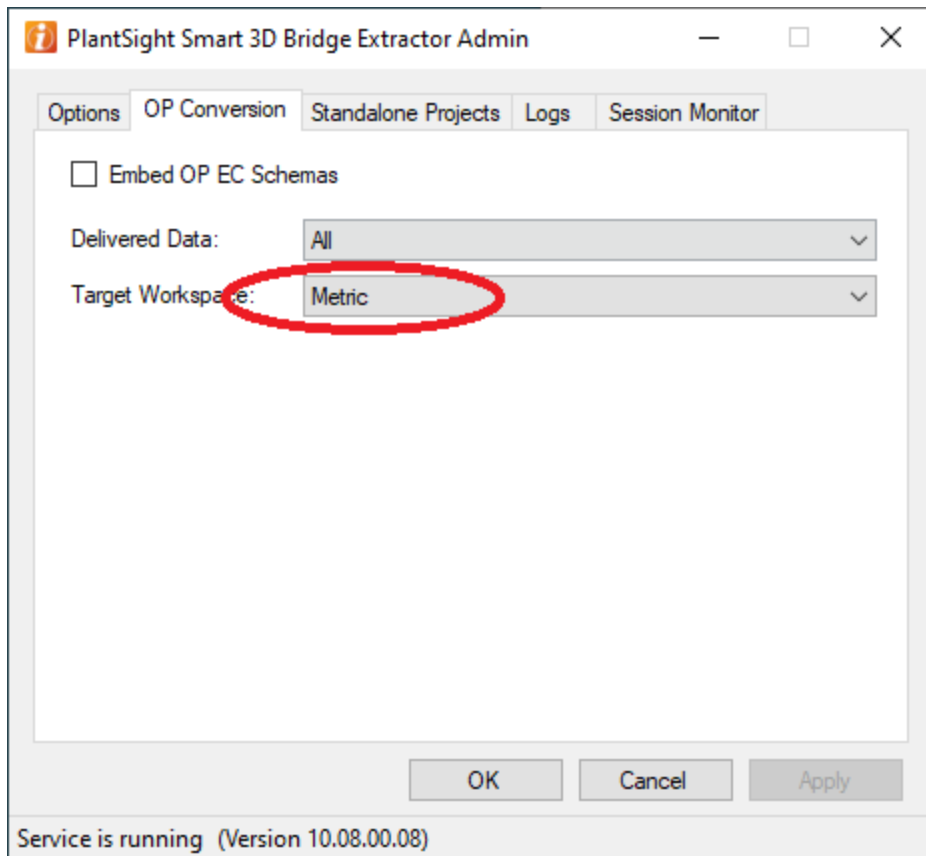 PlantSight Smart 3D Bridge Extractor Admin
Options OP Conversion Standalone Projects Logs Session Monitor
Embed OP EC Schemas
Delivered Data: All
Target Workspace: Metric
OK Cancel Apply
Service is running (Version 10.08.00.08)